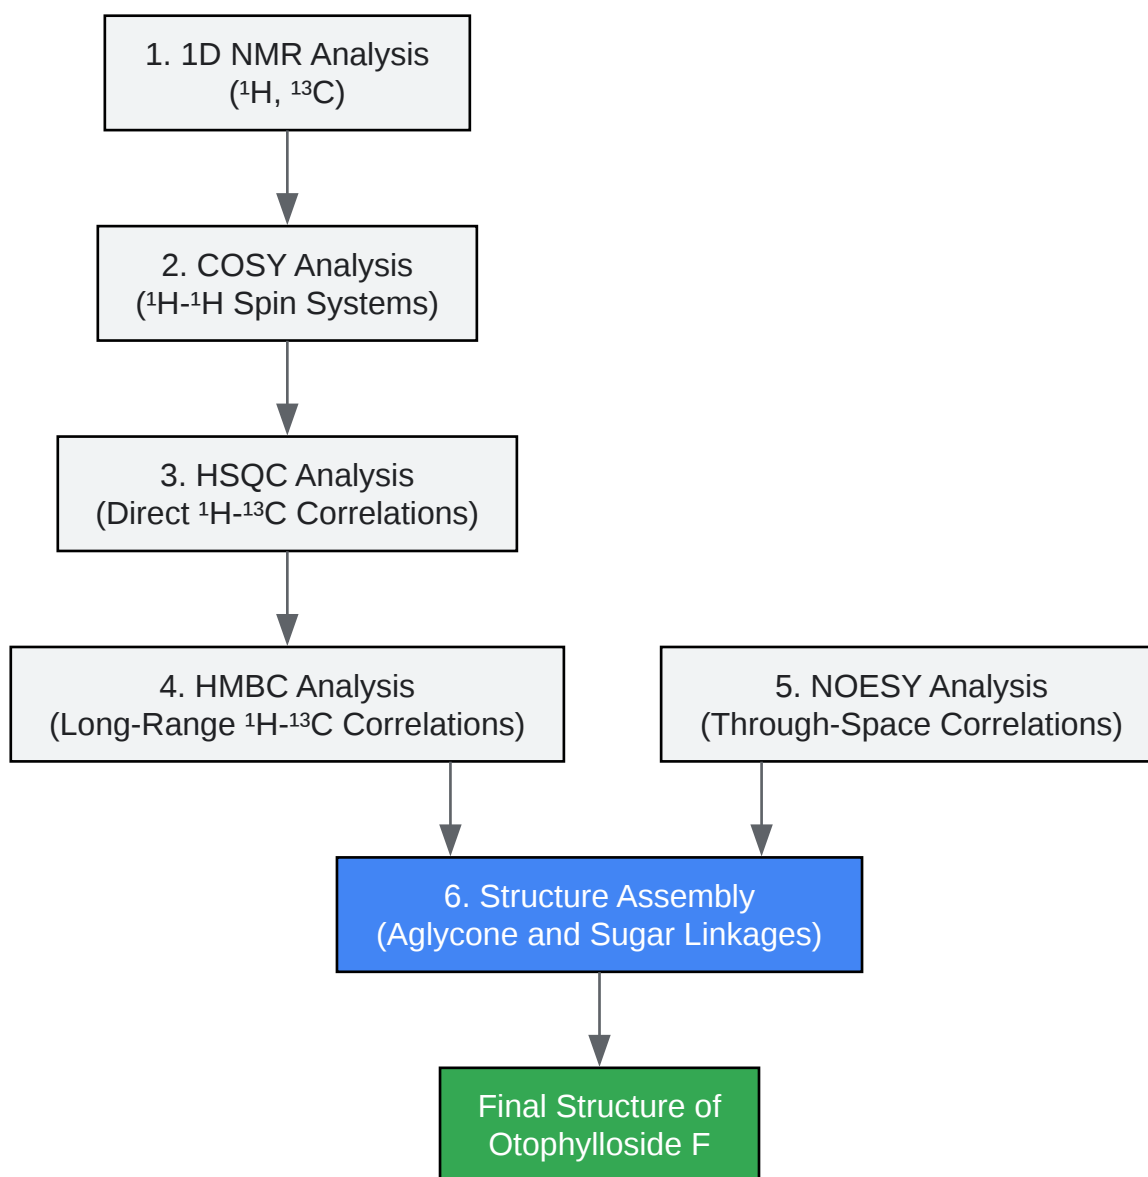 1. 1D NMR Analysis
(¹H, ¹³C)
2. COSY Analysis
(¹H-¹H Spin Systems)
3. HSQC Analysis
(Direct ¹H-¹³C Correlations)
4. HMBC Analysis
(Long-Range ¹H-¹³C Correlations)
5. NOESY Analysis
(Through-Space Correlations)
6. Structure Assembly
(Aglycone and Sugar Linkages)
Final Structure of
Otophylloside F